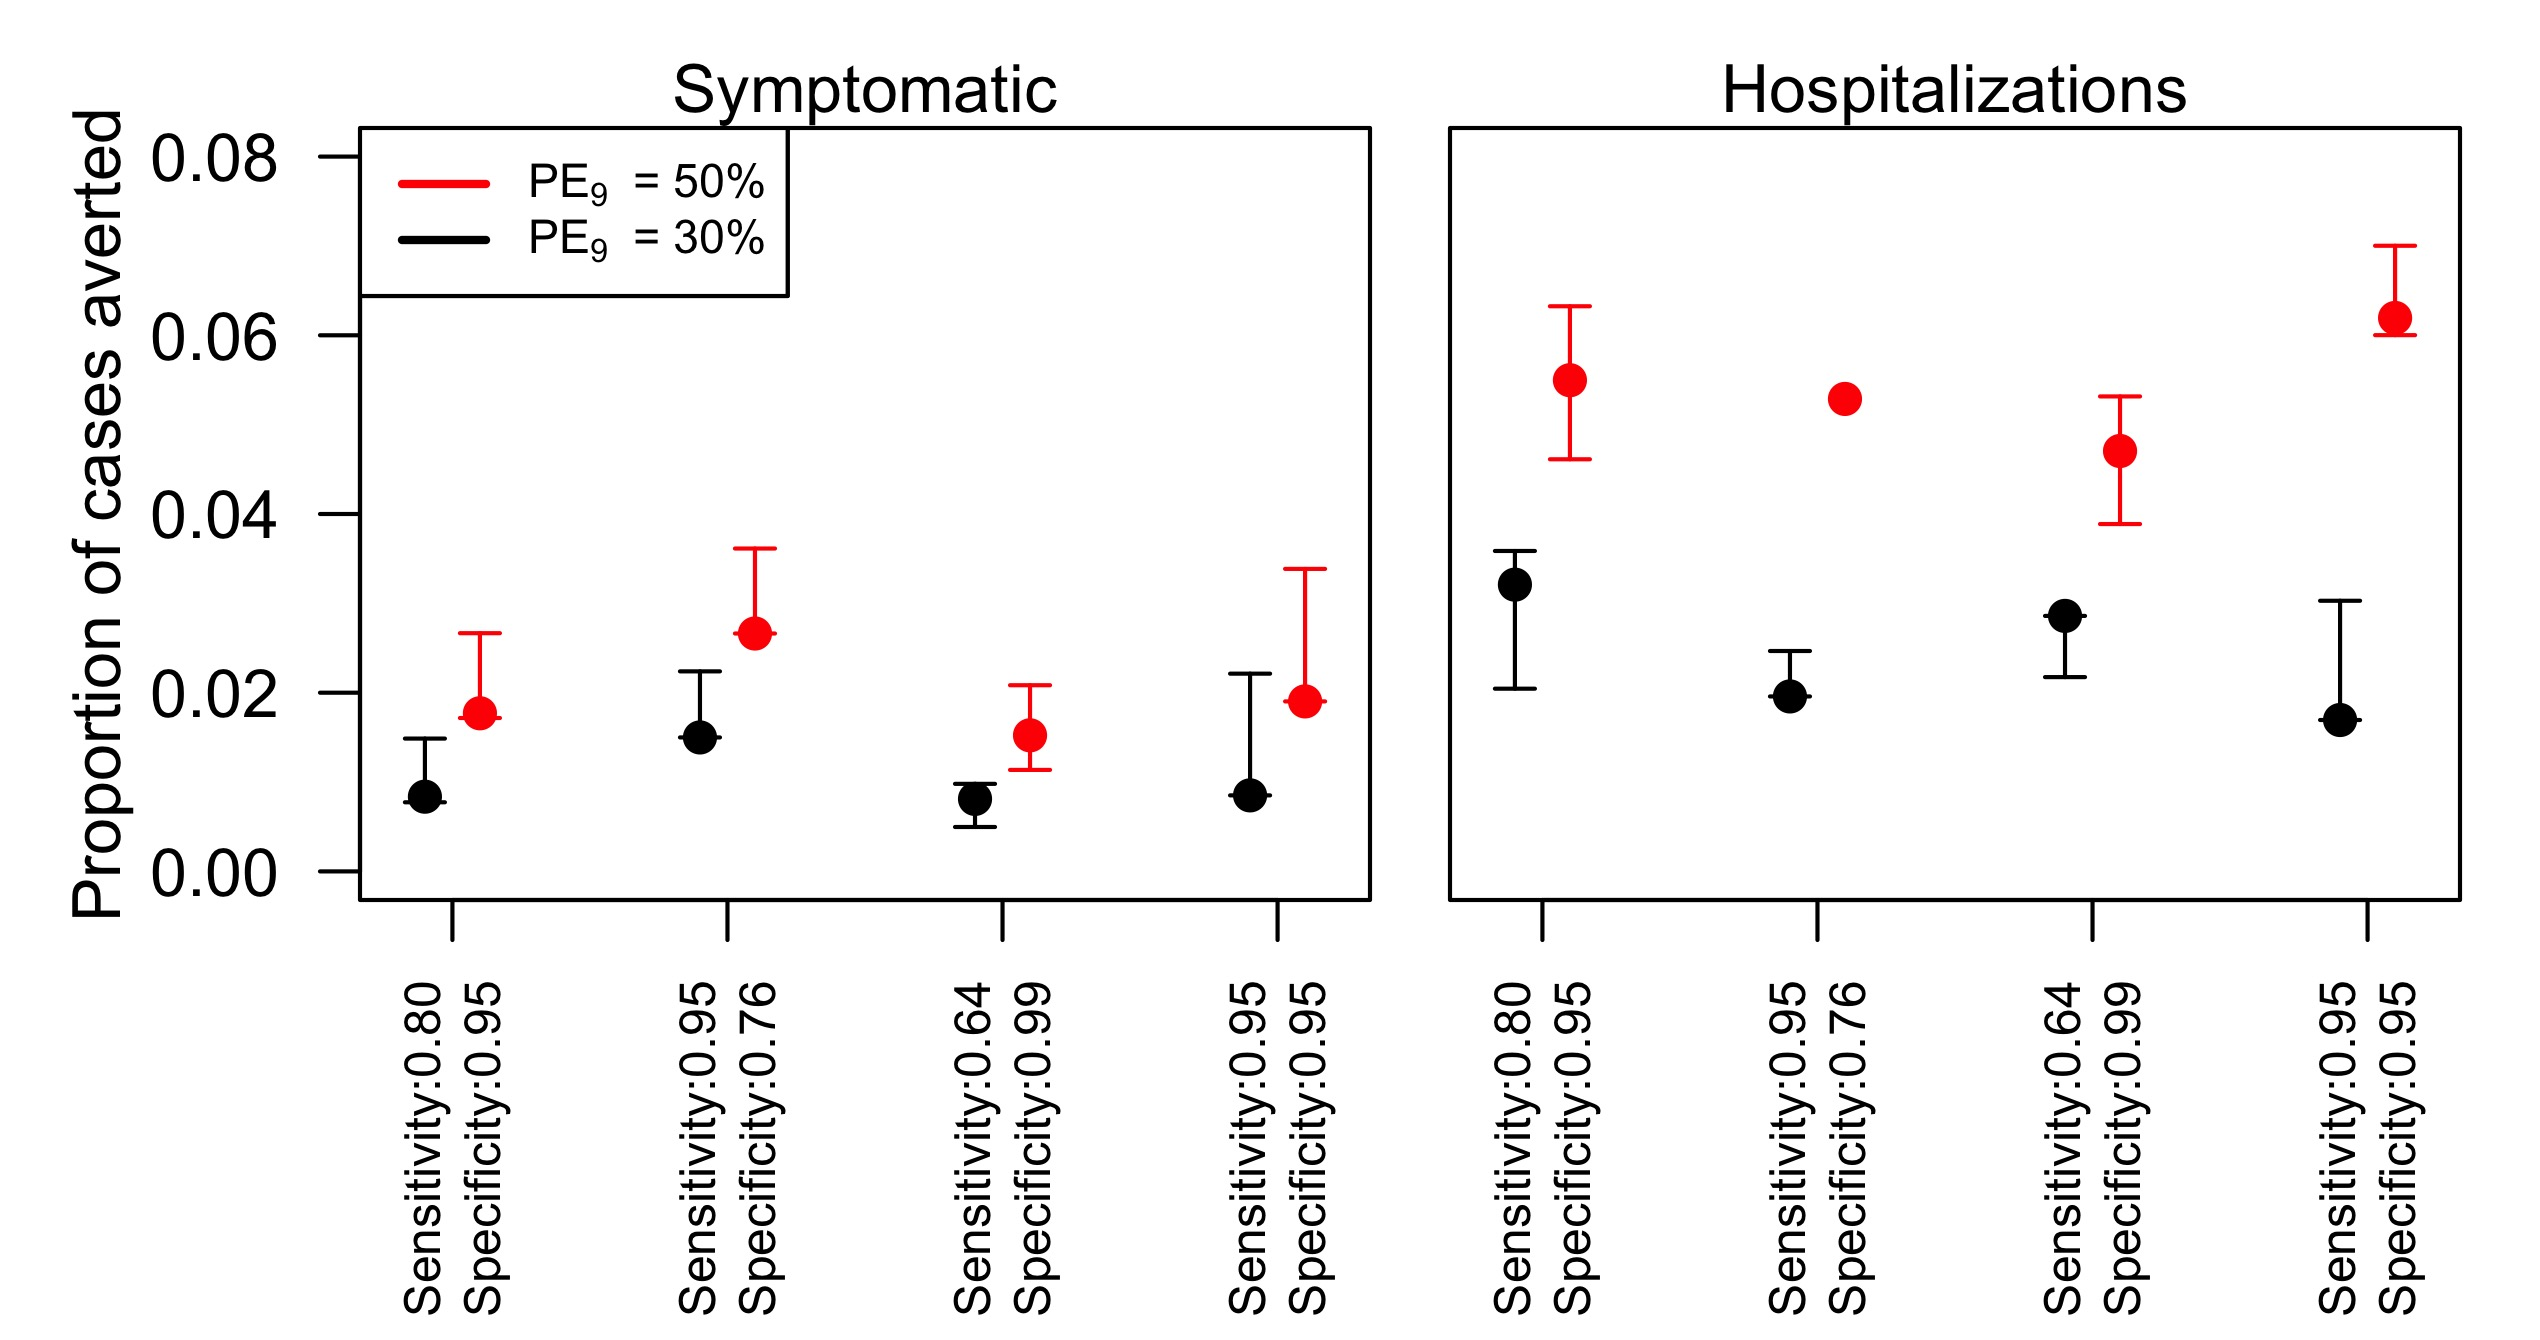 Symptomatic
Hospitalizations
Proportion of cases averted
0.08
0.06
0.04
0.02
0.00
PE₉ = 50%
PE₉ = 30%
Sensitivity:0.80
Specificity:0.95
Sensitivity:0.95
Specificity:0.76
Sensitivity:0.64
Specificity:0.99
Sensitivity:0.95
Specificity:0.95
Sensitivity:0.80
Specificity:0.95
Sensitivity:0.95
Specificity:0.76
Sensitivity:0.64
Specificity:0.99
Sensitivity:0.95
Specificity:0.95